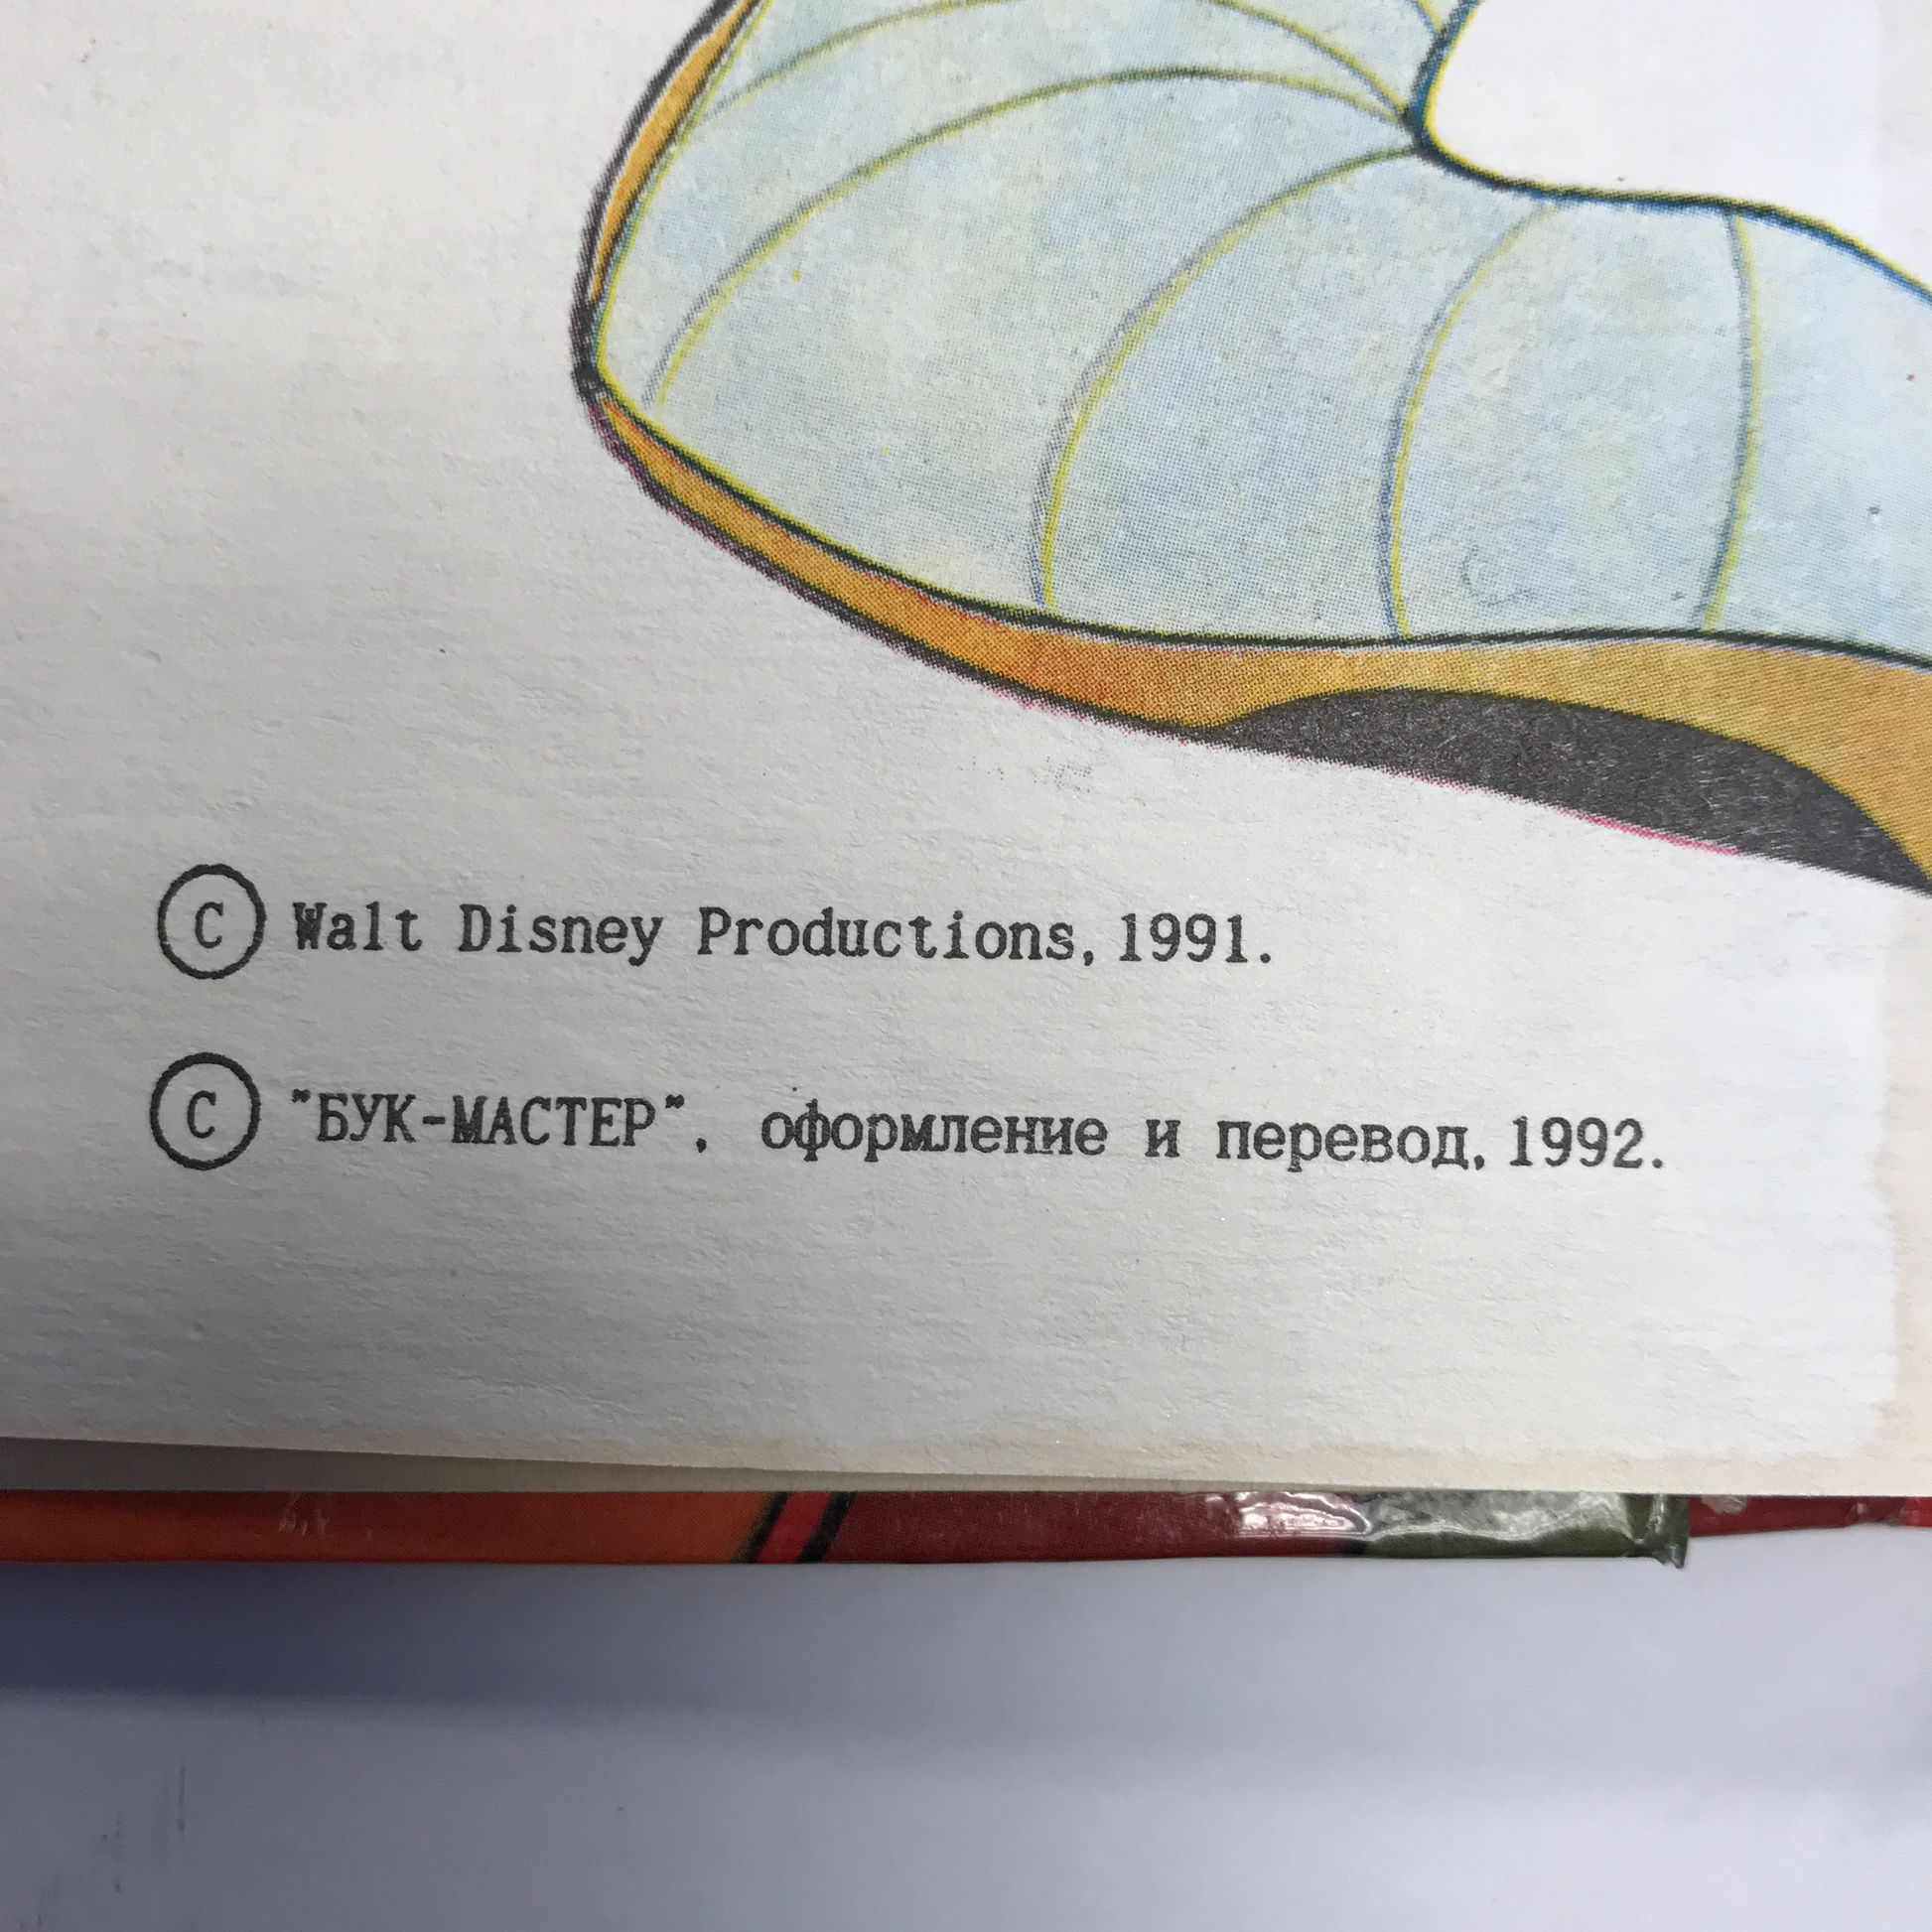 © Walt Disney Productions, 1991.
© "БУК-МАСТЕР", оформление и перевод, 1992.